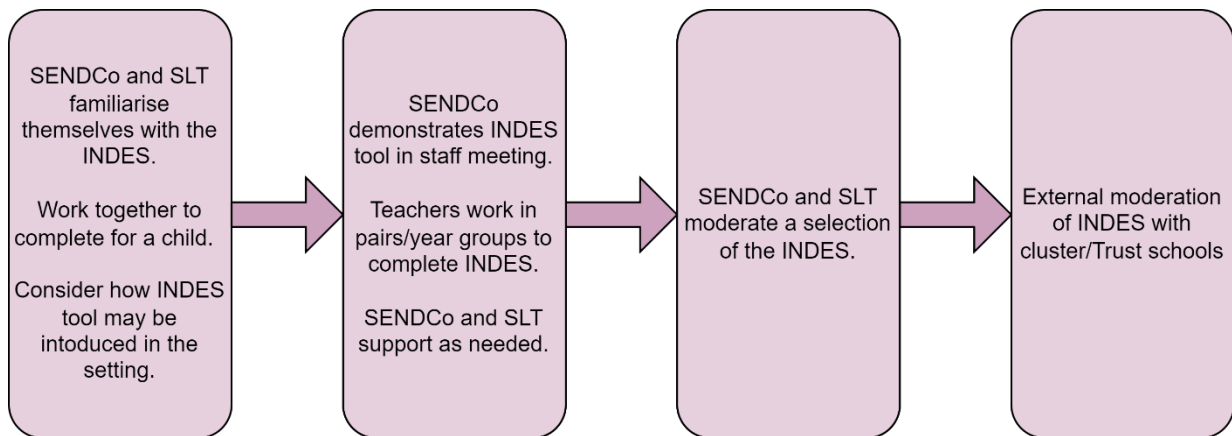 SENDCo and SLT
familiarise
themselves with the
INDES.
Work together to
complete for a child.
Consider how INDES
tool may be
intoduced in the
setting.
SENDCo
demonstrates INDES
tool in staff meeting.
Teachers work in
pairs/year groups to
complete INDES.
SENDCo and SLT
support as needed.
SENDCo and SLT
moderate a selection
of the INDES.
External moderation
of INDES with
cluster/Trust schools